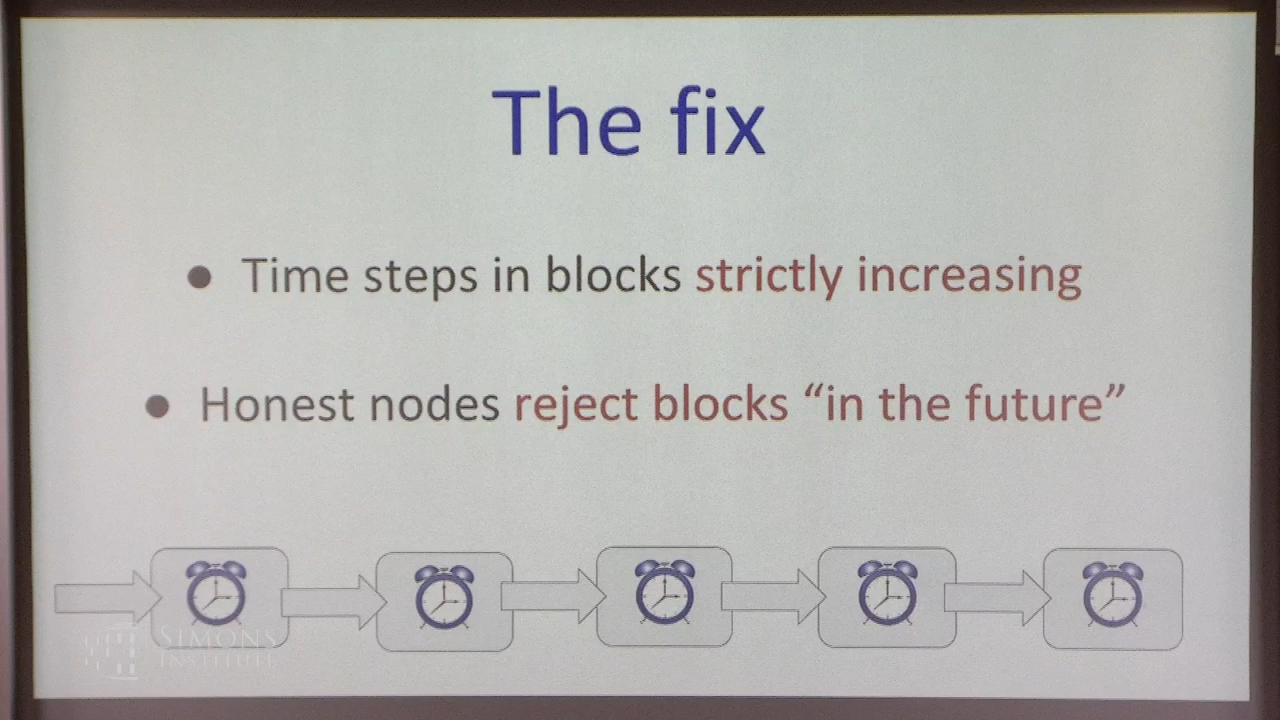 The fix
● Time steps in blocks strictly increasing
● Honest nodes reject blocks “in the future”
SIMONS
INSTITUTE